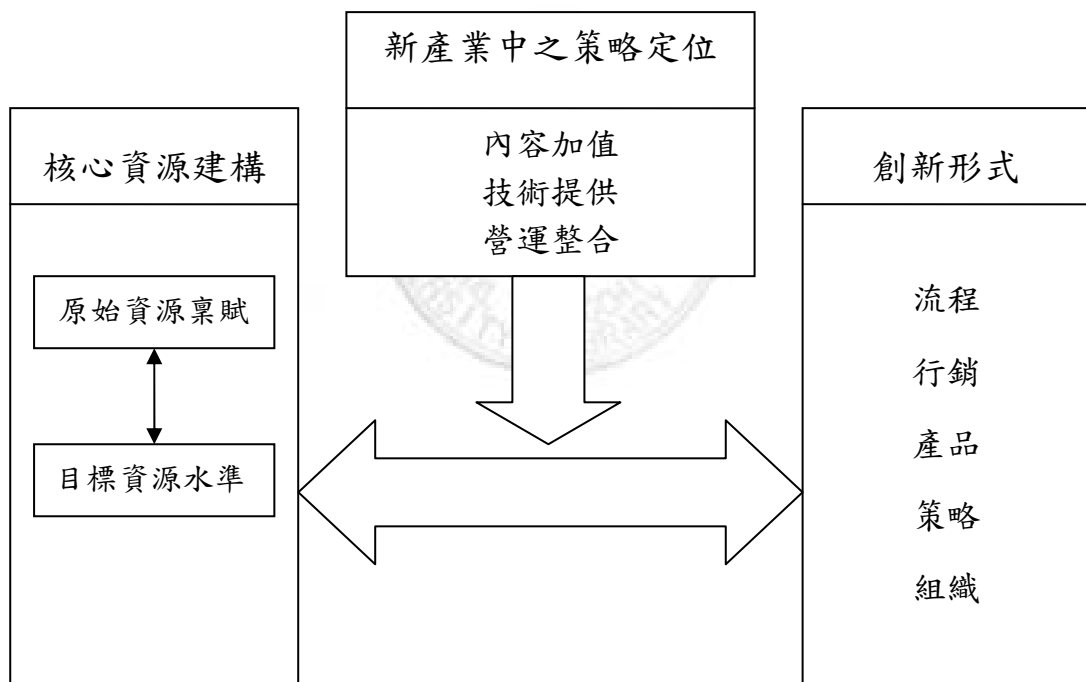 新產業中之策略定位
內容加值
技術提供
營運整合
核心資源建構
原始資源稟賦
目標資源水準
創新形式
流程
行銷
產品
策略
組織